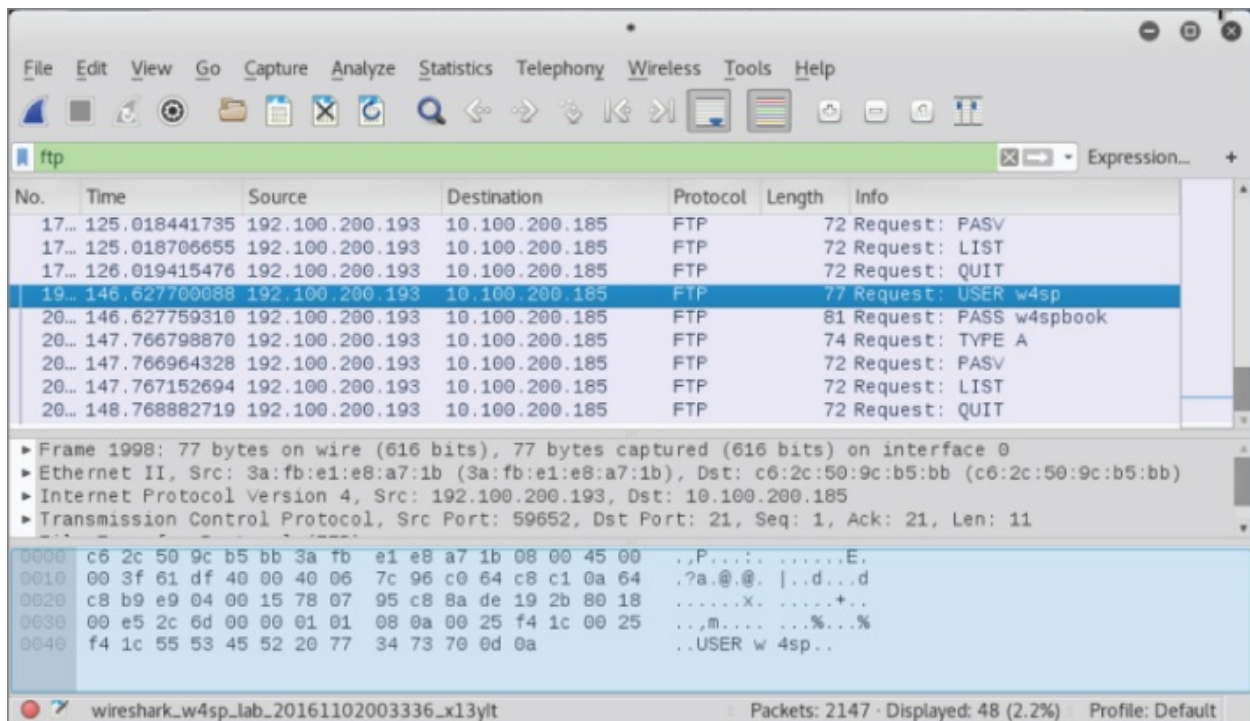 File Edit View Go Capture Analyze Statistics Telephony Wireless Tools Help
ftp Expression... +
No. Time Source Destination Protocol Length Info
17… 125.018441735 192.100.200.193 10.100.200.185 FTP 72 Request: PASV
17… 125.018706655 192.100.200.193 10.100.200.185 FTP 72 Request: LIST
17… 126.019415476 192.100.200.193 10.100.200.185 FTP 72 Request: QUIT
19… 146.627700088 192.100.200.193 10.100.200.185 FTP 77 Request: USER w4sp
20… 146.627759310 192.100.200.193 10.100.200.185 FTP 81 Request: PASS w4spbook
20… 147.766798870 192.100.200.193 10.100.200.185 FTP 74 Request: TYPE A
20… 147.766964328 192.100.200.193 10.100.200.185 FTP 72 Request: PASV
20… 147.767152694 192.100.200.193 10.100.200.185 FTP 72 Request: LIST
20… 148.768882719 192.100.200.193 10.100.200.185 FTP 72 Request: QUIT
Frame 1998: 77 bytes on wire (616 bits), 77 bytes captured (616 bits) on interface 0
Ethernet II, Src: 3a:fb:e1:e8:a7:1b (3a:fb:e1:e8:a7:1b), Dst: c6:2c:50:9c:b5:bb (c6:2c:50:9c:b5:bb)
Internet Protocol Version 4, Src: 192.100.200.193, Dst: 10.100.200.185
Transmission Control Protocol, Src Port: 59652, Dst Port: 21, Seq: 1, Ack: 21, Len: 11
0000 c6 2c 50 9c b5 bb 3a fb e1 e8 a7 1b 08 00 45 00 .,P...:. ......E.
0010 00 3f 61 df 40 00 40 06 7c 96 c0 64 c8 c1 0a 64 .?a.@.@. |..d...d
0020 c8 b9 e9 04 00 15 78 07 95 c8 8a de 19 2b 80 18 ......x. .....+..
0030 00 e5 2c 6d 00 00 01 01 08 0a 00 25 f4 1c 00 25 ..,m.... ...%...%
0040 f4 1c 55 53 45 52 20 77 34 73 70 0d 0a ..USER w 4sp..
wireshark_w4sp_lab_20161102003336_x13ylt Packets: 2147 · Displayed: 48 (2.2%) Profile: Default